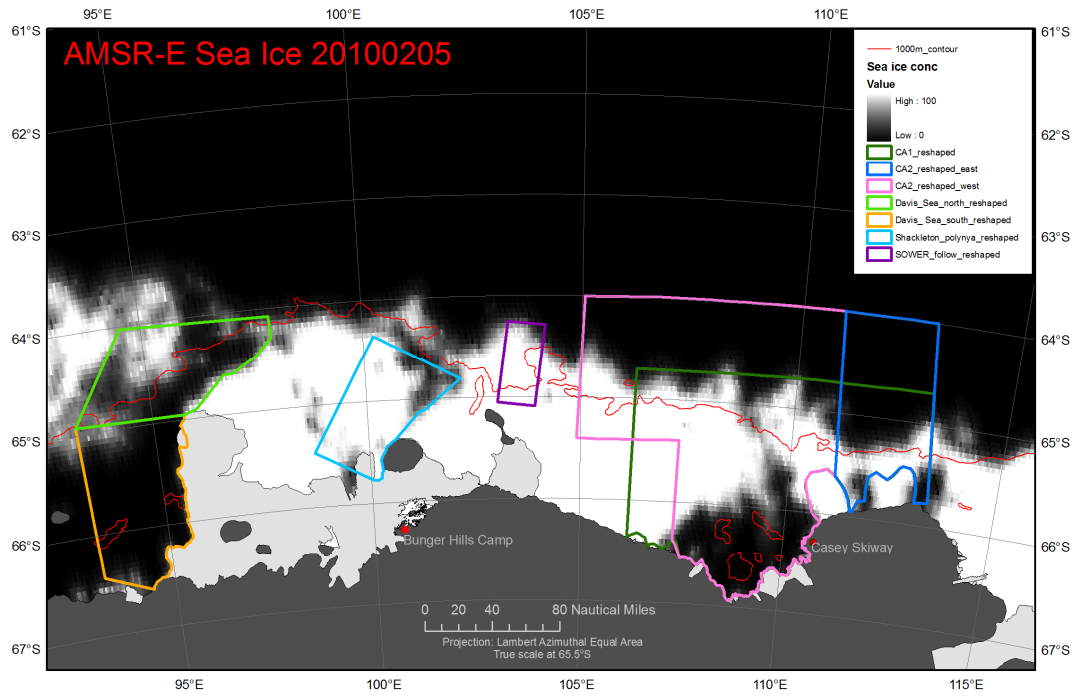 95°E 100°E 105°E 110°E
61°S 61°S
AMSR-E Sea Ice 20100205
1000m_contour
Sea ice conc
Value
High : 100
Low : 0
CA1_reshaped
CA2_reshaped_east
CA2_reshaped_west
Davis_Sea_north_reshaped
Davis_ Sea_south_reshaped
Shackleton_polynya_reshaped
SOWER_follow_reshaped
62°S 62°S
63°S 63°S
64°S 64°S
65°S 65°S
66°S 66°S
Bunger Hills Camp
Casey Skiway
0 20 40 80 Nautical Miles
Projection: Lambert Azimuthal Equal Area
True scale at 65.5°S
67°S 67°S
95°E 100°E 105°E 110°E 115°E